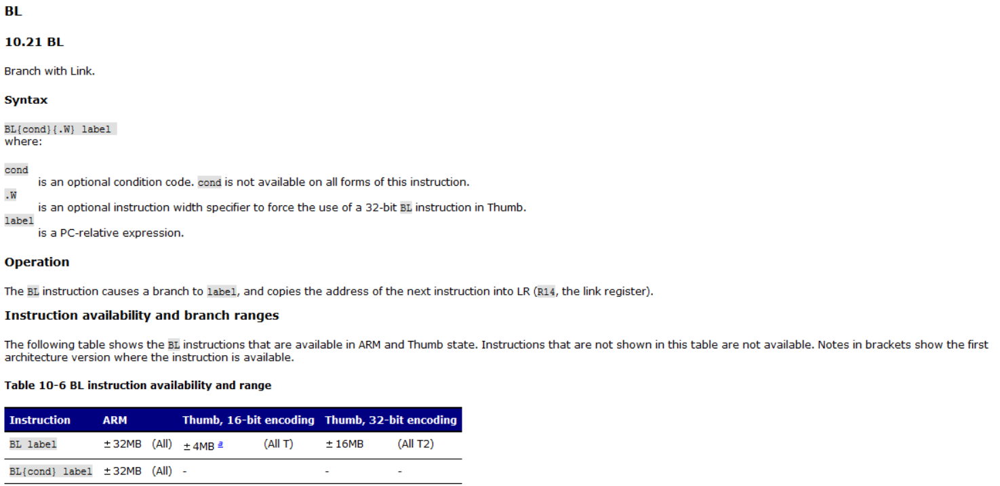 BL
10.21 BL
Branch with Link.
Syntax
BL{cond}{.W} label
where:
cond
is an optional condition code. cond is not available on all forms of this instruction.
.W
is an optional instruction width specifier to force the use of a 32-bit BL instruction in Thumb.
label
is a PC-relative expression.
Operation
The BL instruction causes a branch to label, and copies the address of the next instruction into LR (R14, the link register).
Instruction availability and branch ranges
The following table shows the BL instructions that are available in ARM and Thumb state. Instructions that are not shown in this table are not available. Notes in brackets show the first
architecture version where the instruction is available.
Table 10-6 BL instruction availability and range
Instruction ARM Thumb, 16-bit encoding Thumb, 32-bit encoding
BL label ±32MB (All) ±4MB a (All T) ±16MB (All T2)
BL{cond} label ±32MB (All) - - -